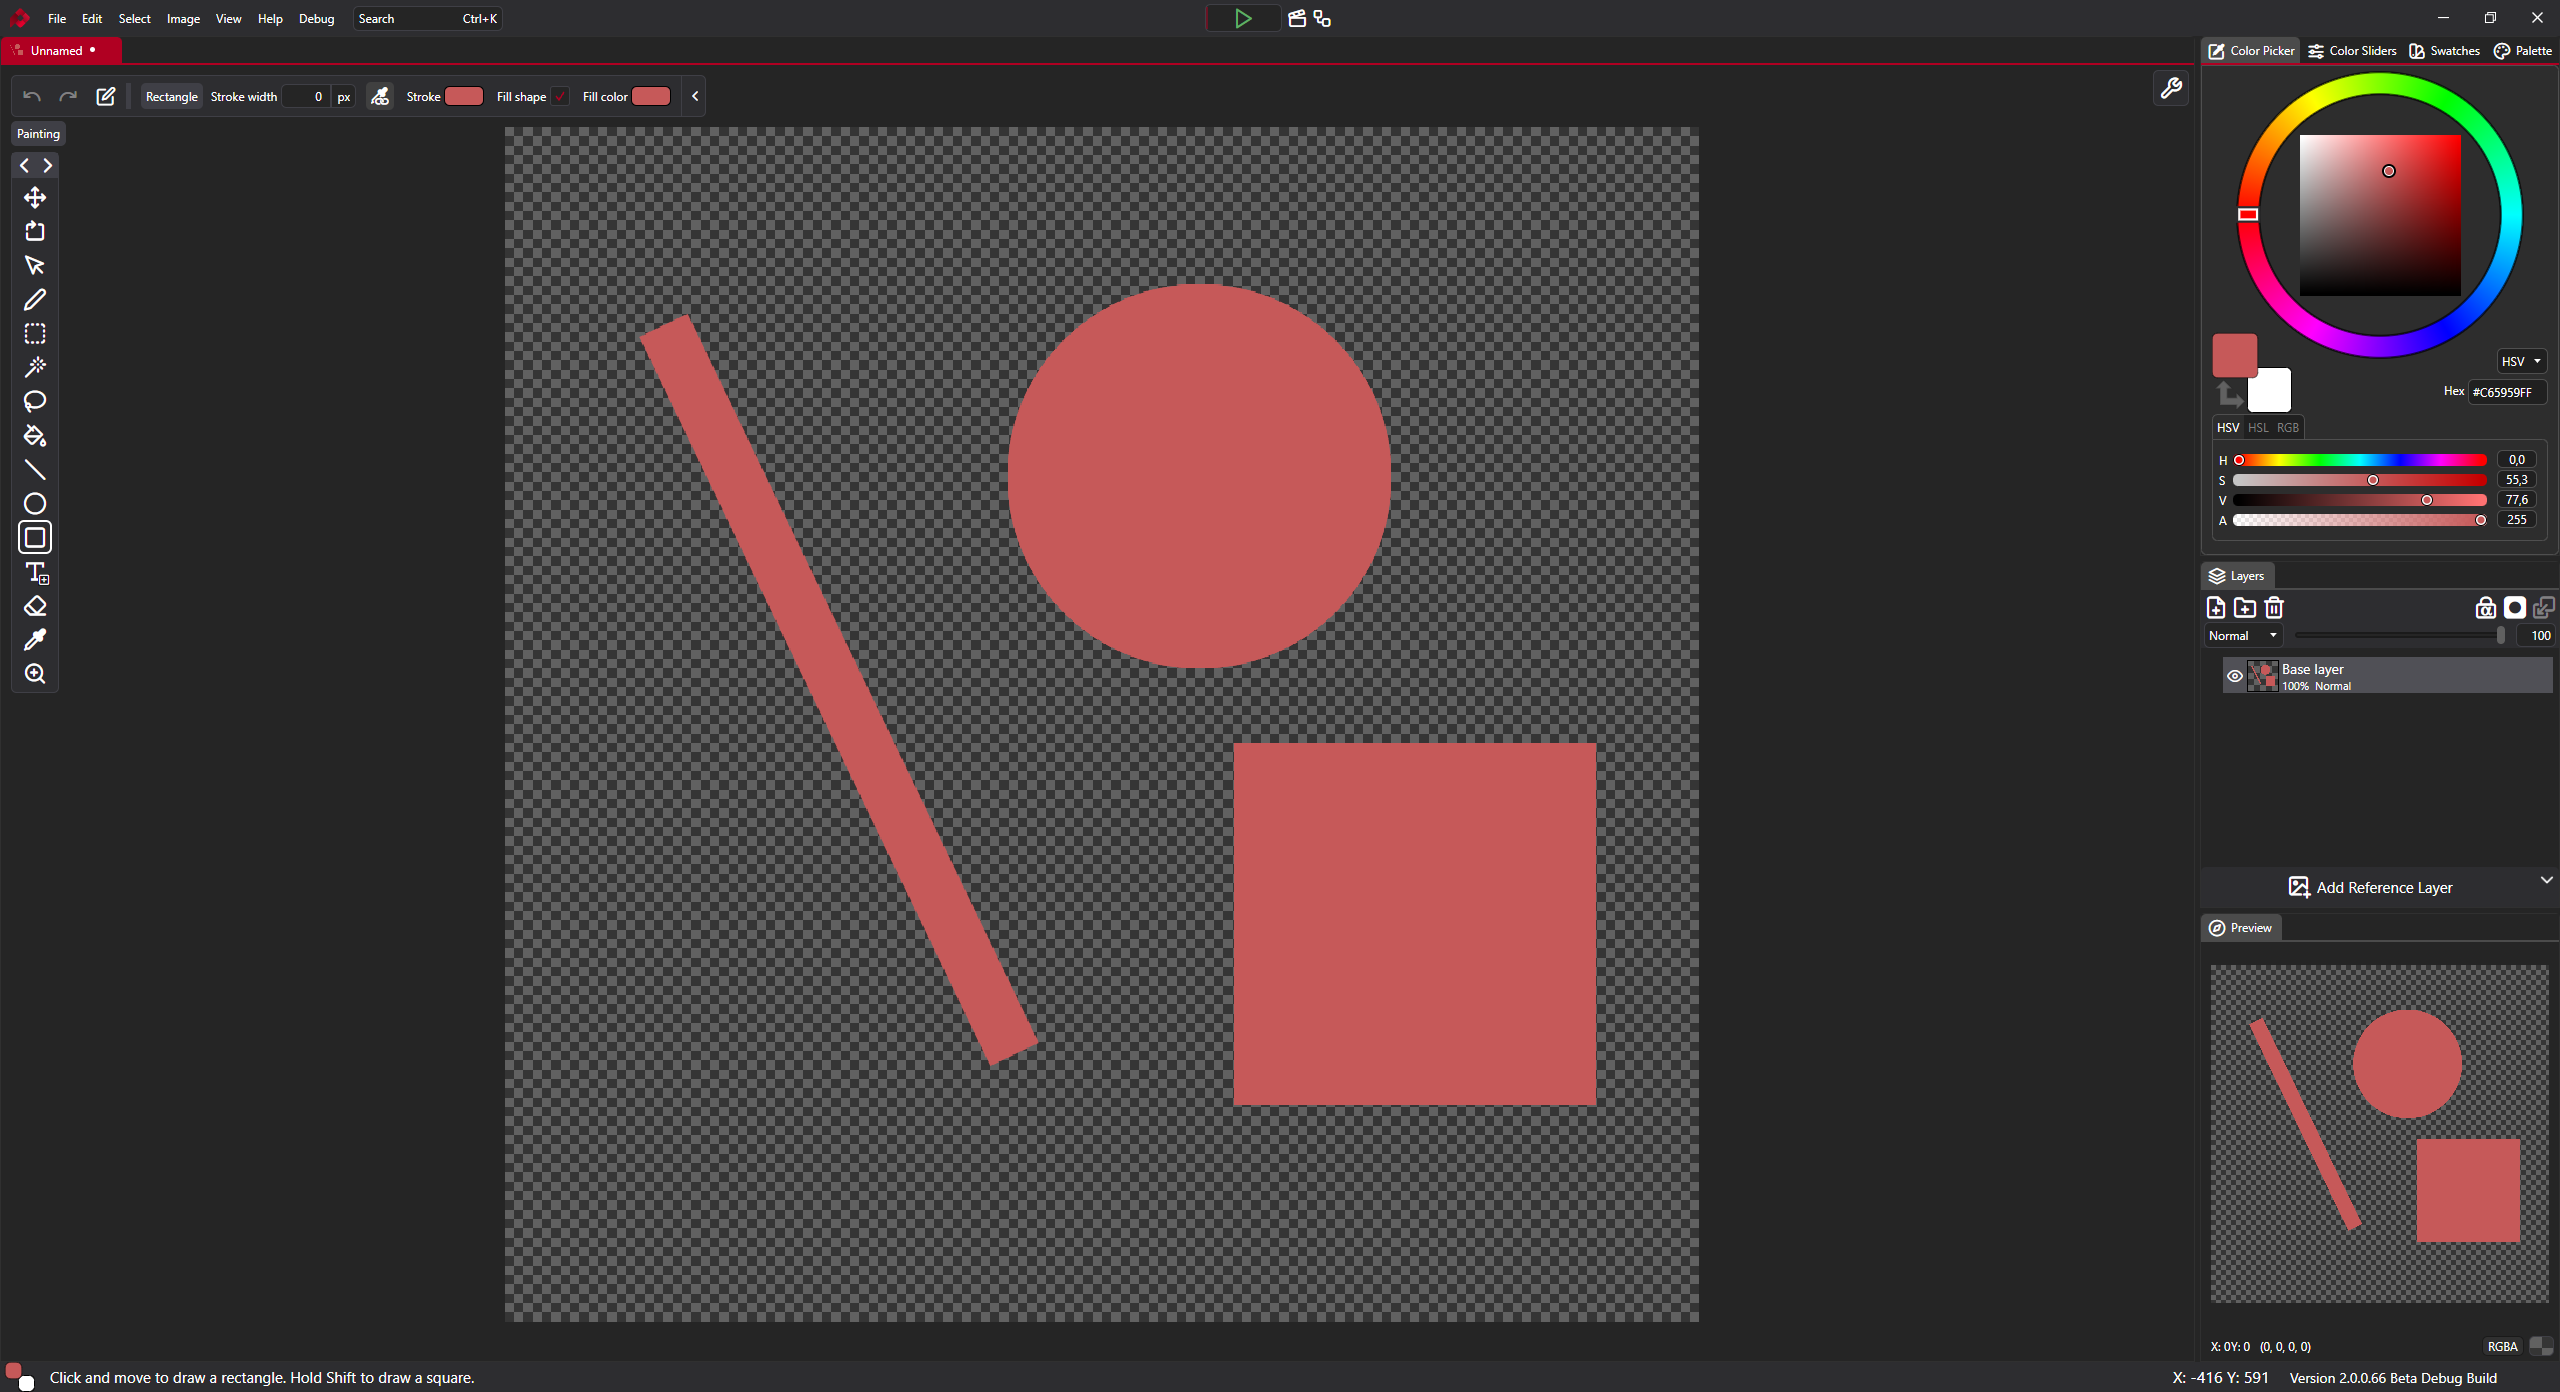 File Edit Select Image View Help Debug Search Ctrl+K
Unnamed
Color Picker Color Sliders Swatches Palette
Rectangle Stroke width 0 px Stroke Fill shape Fill color
Painting
HSV
Hex #C65959FF
HSV HSL RGB
H 0,0
S 55,3
V 77,6
A 255
Layers
Normal 100
Base layer
100% Normal
Add Reference Layer
Preview
X: 0Y: 0 (0, 0, 0, 0) RGBA
Click and move to draw a rectangle. Hold Shift to draw a square. X: -416 Y: 591 Version 2.0.0.66 Beta Debug Build